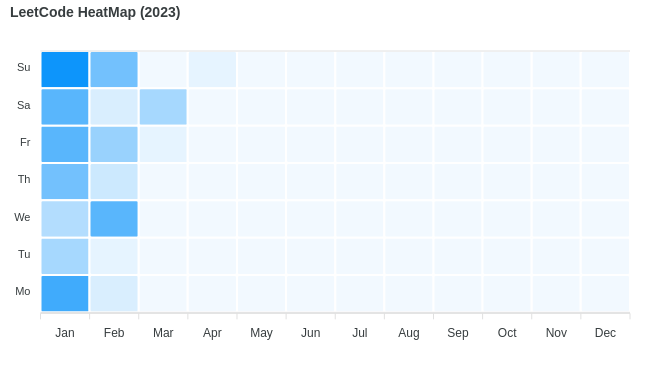 LeetCode HeatMap (2023)
Su
Sa
Fr
Th
We
Tu
Mo
Jan Feb Mar Apr May Jun Jul Aug Sep Oct Nov Dec